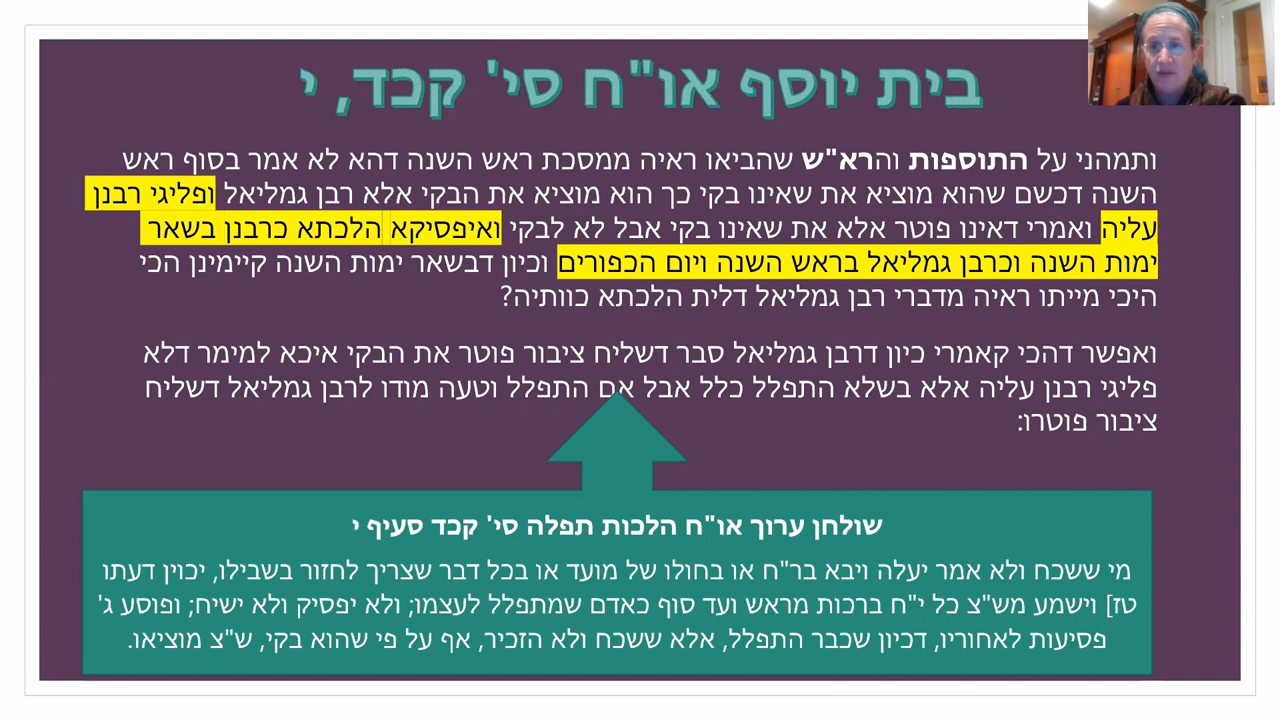 בית יוסף או"ח סי' קכד, י
ותמהני על התוספות והרא"ש שהביאו ראיה ממסכת ראש השנה דהא לא אמר בסוף ראש
השנה דכשם שהוא מוציא את שאינו בקי כך הוא מוציא את הבקי אלא רבן גמליאל ופליגי רבנן
עליה ואמרי דאינו פוטר אלא את שאינו בקי אבל לא לבקי ואיפסיקא הלכתא כרבנן בשאר
ימות השנה וכרבן גמליאל בראש השנה ויום הכפורים וכיון דבשאר ימות השנה קיימינן הכי
היכי מייתו ראיה מדברי רבן גמליאל דלית הלכתא כוותיה?
ואפשר דהכי קאמרי כיון דרבן גמליאל סבר דשליח ציבור פוטר את הבקי איכא למימר דלא
פליגי רבנן עליה אלא בשלא התפלל כלל אבל אם התפלל וטעה מודו לרבן גמליאל דשליח
ציבור פוטרו:
שולחן ערוך או"ח הלכות תפלה סי' קכד סעיף י
מי ששכח ולא אמר יעלה ויבא בר"ח או בחולו של מועד או בכל דבר שצריך לחזור בשבילו, יכוין דעתו
טז] וישמע מש"צ כל י"ח ברכות מראש ועד סוף כאדם שמתפלל לעצמו; ולא יפסיק ולא ישיח; ופוסע ג'
פסיעות לאחוריו, דכיון שכבר התפלל, אלא ששכח ולא הזכיר, אף על פי שהוא בקי, ש"צ מוציאו.